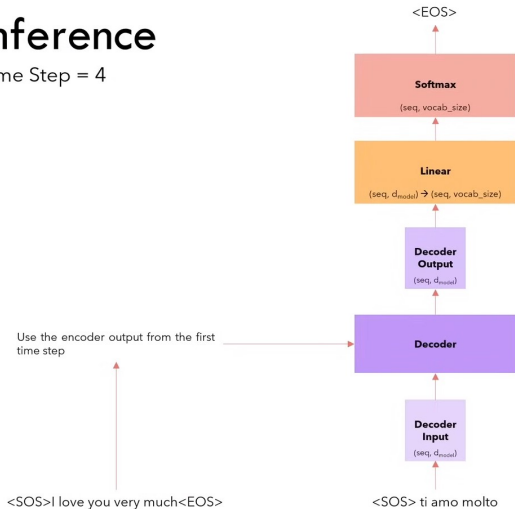 <EOS>
nference
me Step = 4
Softmax
(seq, vocab_size)
Linear
(seq, dmodel) → (seq, vocab_size)
Decoder
Output
(seq, dmodel)
Use the encoder output from the first
time step
Decoder
Decoder
Input
(seq, dmodel)
<SOS>I love you very much<EOS>
<SOS> ti amo molto